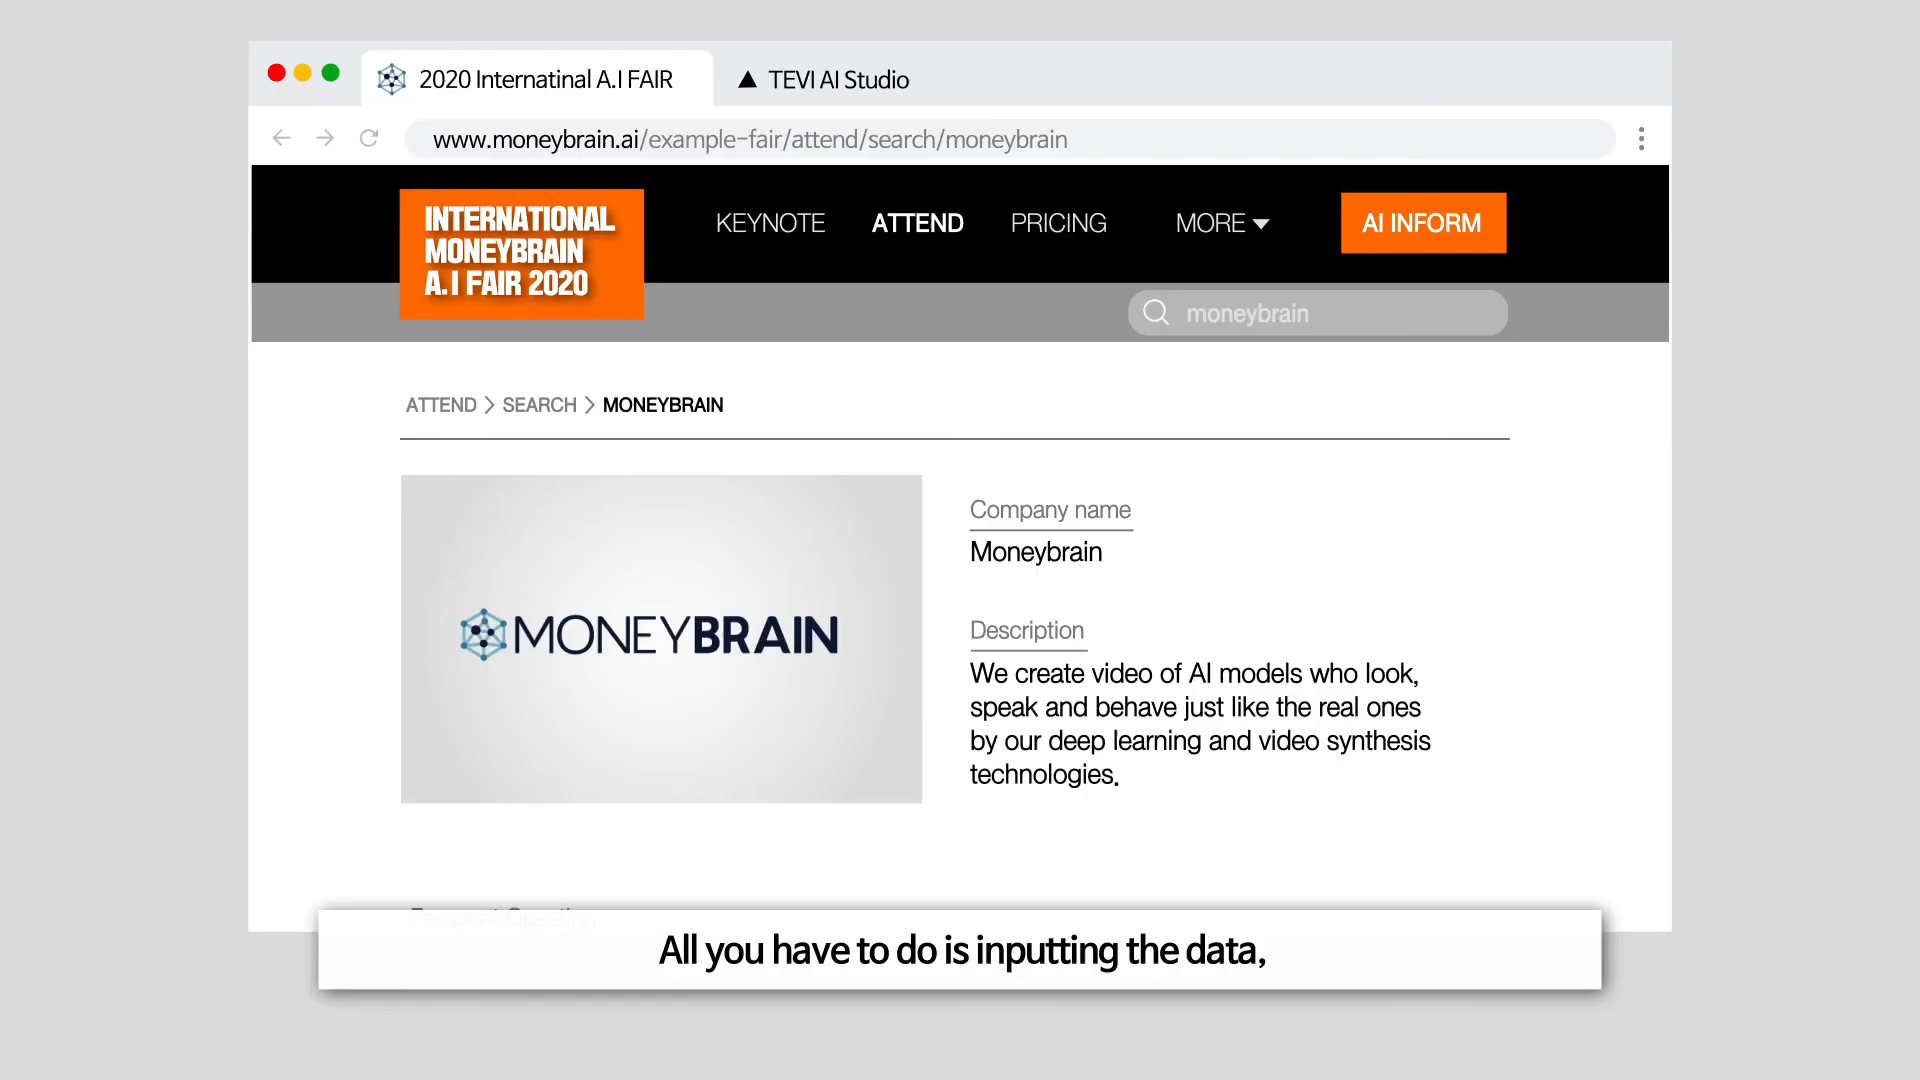 2020 Internatinal A.I FAIR
TEVI AI Studio
www.moneybrain.ai/example-fair/attend/search/moneybrain
INTERNATIONAL
MONEYBRAIN
A.I FAIR 2020
KEYNOTE ATTEND PRICING MORE
AI INFORM
moneybrain
ATTEND > SEARCH > MONEYBRAIN
MONEYBRAIN
Company name
Moneybrain
Description
We create video of AI models who look,
speak and behave just like the real ones
by our deep learning and video synthesis
technologies.
Frequent Question
All you have to do is inputting the data,